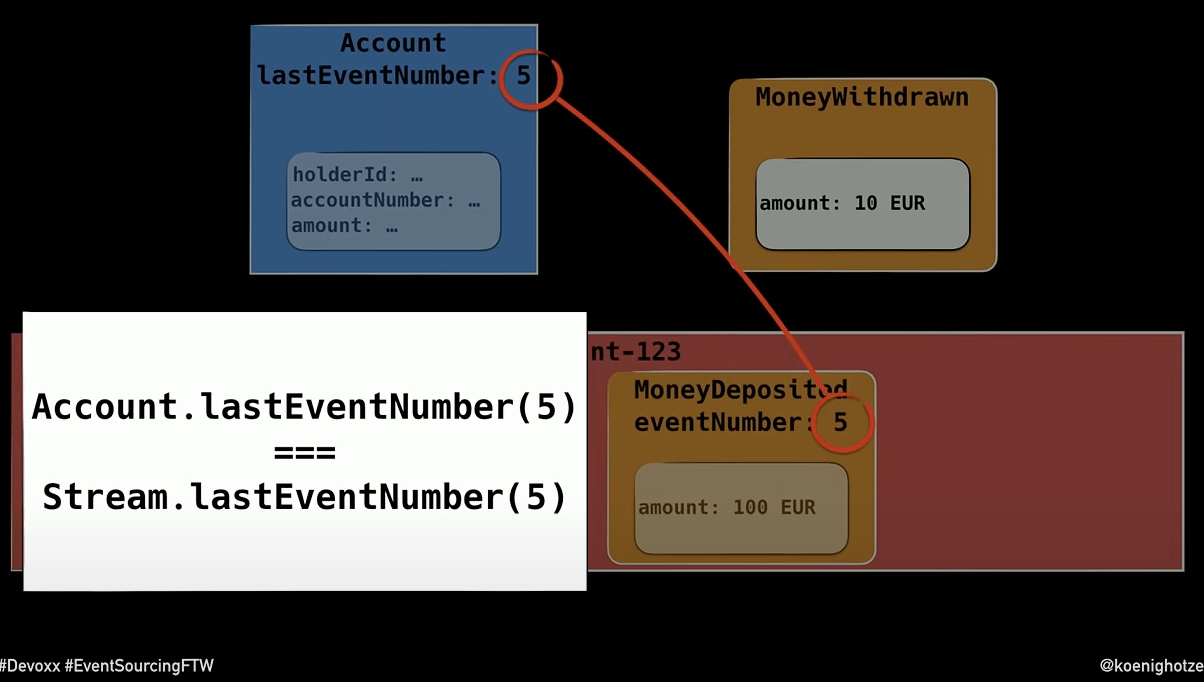 Account
lastEventNumber: 5
holderId: …
accountNumber: …
amount: …
MoneyWithdrawn
amount: 10 EUR
nt-123
MoneyDeposited
eventNumber: 5
amount: 100 EUR
Account.lastEventNumber(5)
===
Stream.lastEventNumber(5)
#Devoxx #EventSourcingFTW
@koenighotze